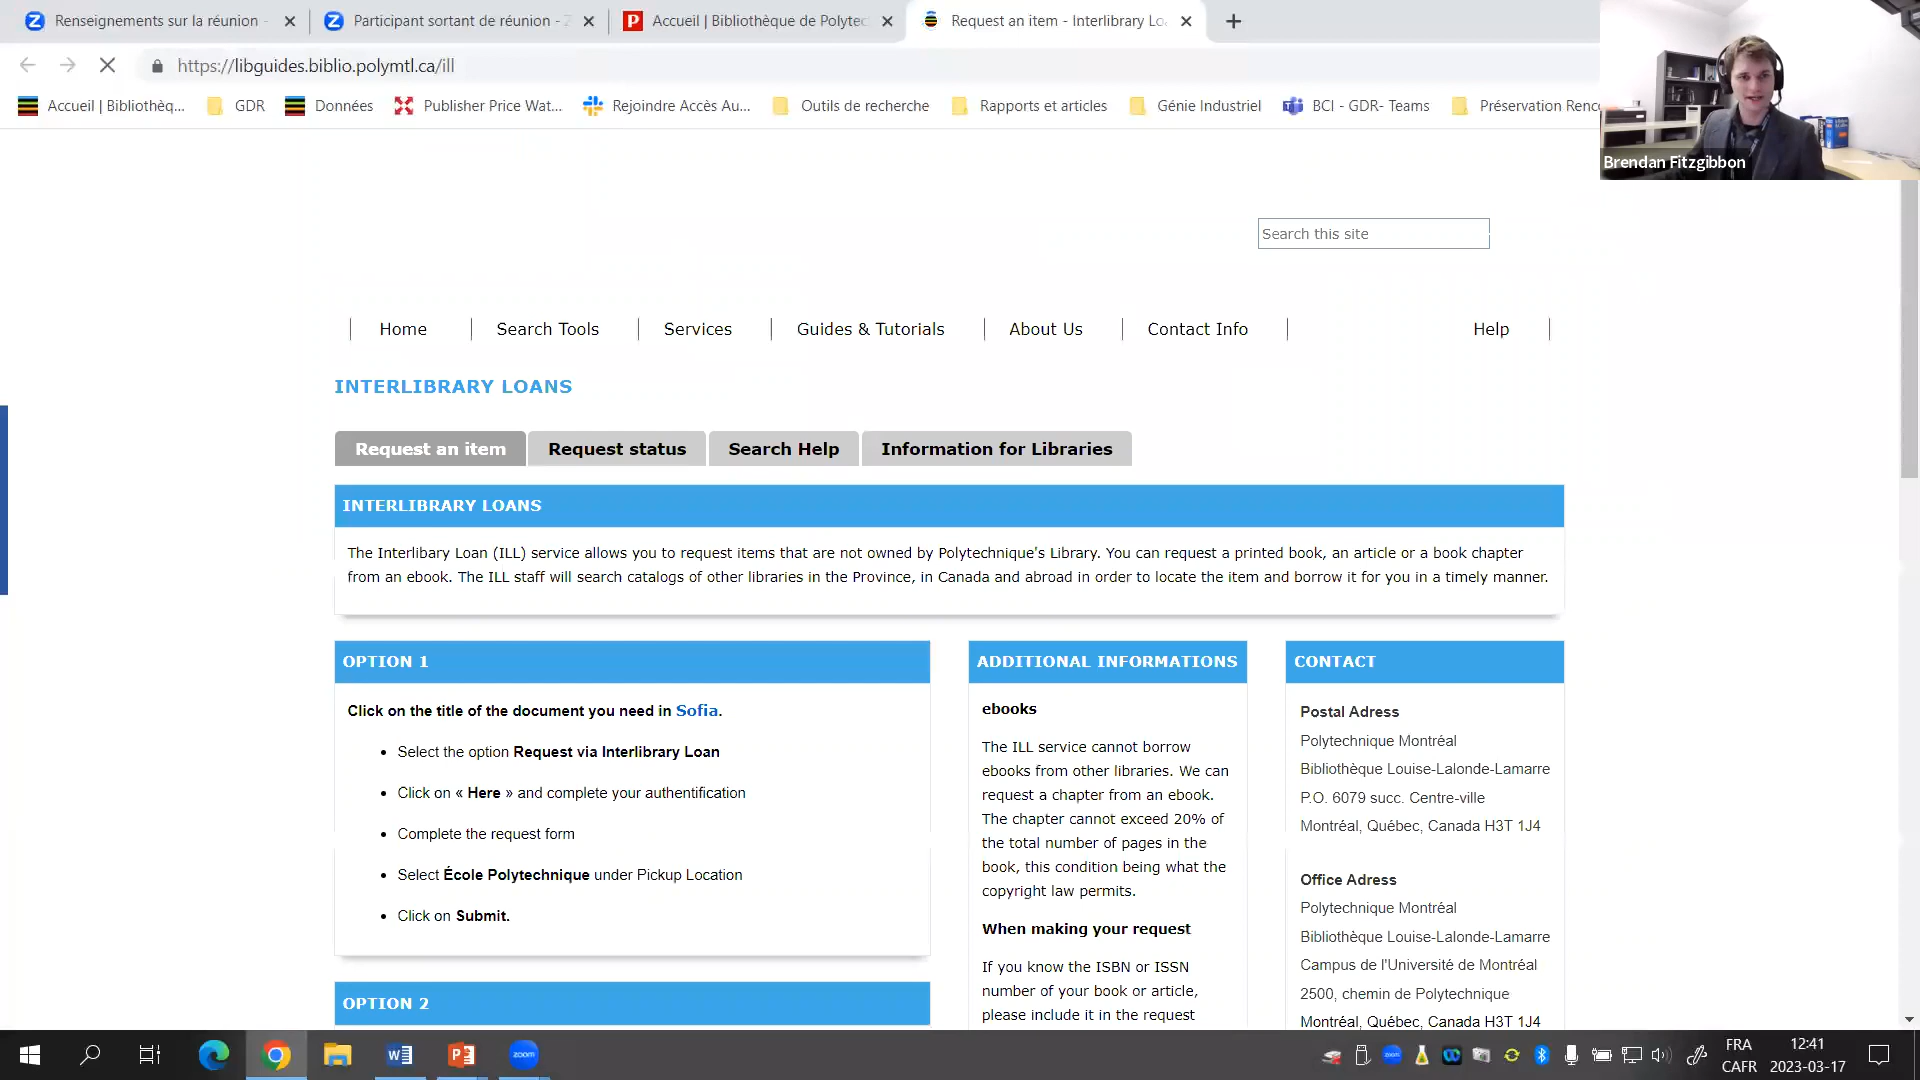 Renseignements sur la réunion -
Participant sortant de réunion - Z
Accueil | Bibliothèque de Polytec
Request an item - Interlibrary Lo
https://libguides.biblio.polymtl.ca/ill
Accueil | Bibliothèq...
GDR
Données
Publisher Price Wat...
Rejoindre Accès Au...
Outils de recherche
Rapports et articles
Génie Industriel
BCI - GDR- Teams
Préservation Renc
Brendan Fitzgibbon
Search this site
Home
Search Tools
Services
Guides & Tutorials
About Us
Contact Info
Help
INTERLIBRARY LOANS
Request an item
Request status
Search Help
Information for Libraries
INTERLIBRARY LOANS
The Interlibary Loan (ILL) service allows you to request items that are not owned by Polytechnique's Library. You can request a printed book, an article or a book chapter
from an ebook. The ILL staff will search catalogs of other libraries in the Province, in Canada and abroad in order to locate the item and borrow it for you in a timely manner.
OPTION 1
Click on the title of the document you need in Sofia.
• Select the option Request via Interlibrary Loan
• Click on « Here » and complete your authentification
• Complete the request form
• Select École Polytechnique under Pickup Location
• Click on Submit.
OPTION 2
ADDITIONAL INFORMATIONS
ebooks
The ILL service cannot borrow
ebooks from other libraries. We can
request a chapter from an ebook.
The chapter cannot exceed 20% of
the total number of pages in the
book, this condition being what the
copyright law permits.
When making your request
If you know the ISBN or ISSN
number of your book or article,
please include it in the request
CONTACT
Postal Adress
Polytechnique Montréal
Bibliothèque Louise-Lalonde-Lamarre
P.O. 6079 succ. Centre-ville
Montréal, Québec, Canada H3T 1J4
Office Adress
Polytechnique Montréal
Bibliothèque Louise-Lalonde-Lamarre
Campus de l'Université de Montréal
2500, chemin de Polytechnique
Montréal, Québec, Canada H3T 1J4
zoom
FRA
CAFR
12:41
2023-03-17